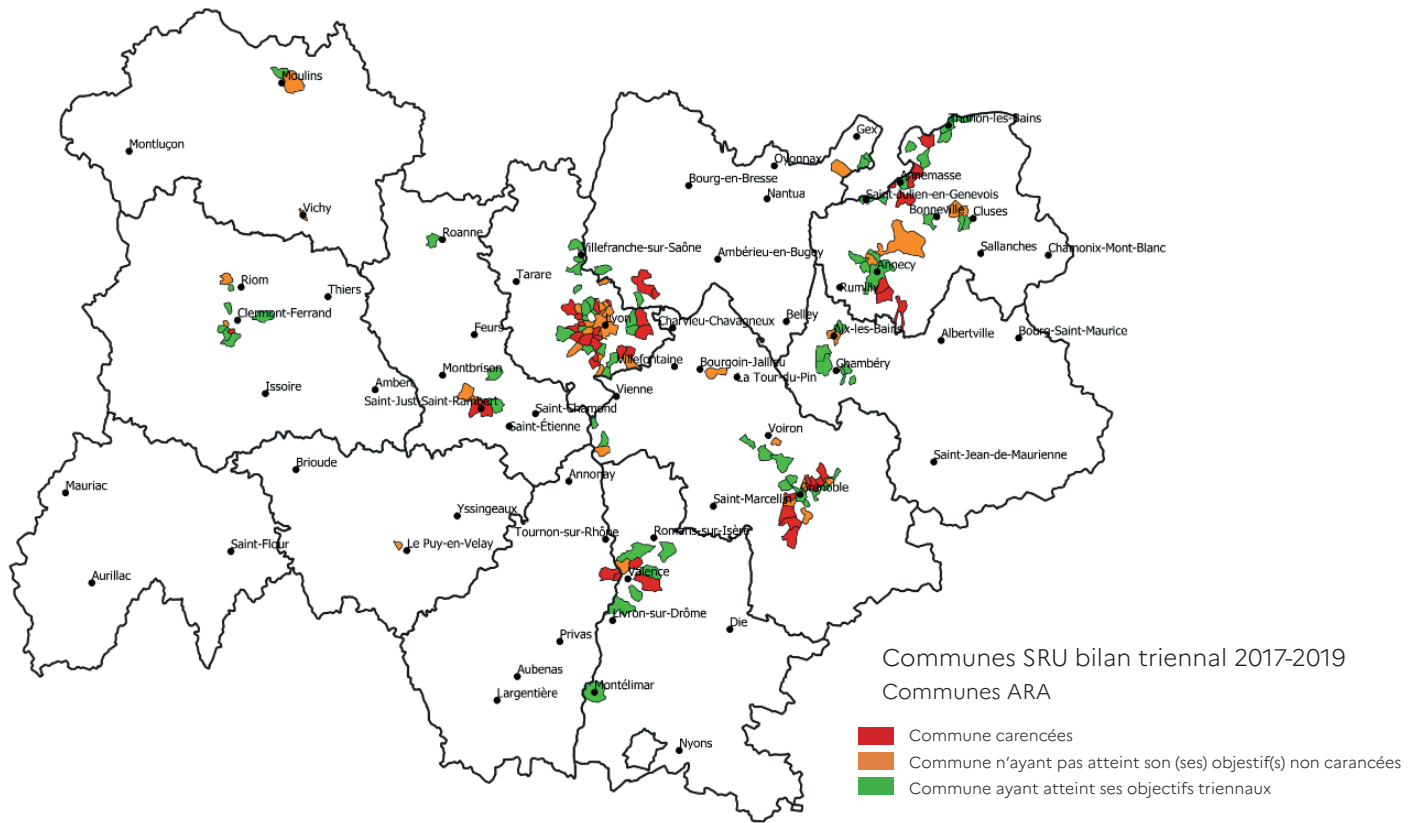 Moulins
Montluçon
Vichy
Gex
Thonon-les-Bains
Oyonnax
Bourg-en-Bresse
Nantua
Annemasse
Saint-Julien-en-Genevois
Bonneville
Cluses
Roanne
Villefranche-sur-Saône
Ambérieu-en-Bugey
Sallanches
Chamonix-Mont-Blanc
Riom
Thiers
Tarare
Annecy
Rumilly
Clermont-Ferrand
Feurs
Lyon
Charvieu-Chavagneux
Belley
Aix-les-Bains
Albertville
Bourg-Saint-Maurice
Montbrison
Villefontaine
Bourgoin-Jallieu
La Tour-du-Pin
Chambéry
Issoire
Ambert
Saint-Just-Saint-Rambert
Vienne
Saint-Chamond
Saint-Étienne
Voiron
Brioude
Saint-Jean-de-Maurienne
Mauriac
Annonay
Grenoble
Yssingeaux
Saint-Marcellin
Tournon-sur-Rhône
Romans-sur-Isère
Saint-Flour
Le Puy-en-Velay
Aurillac
Valence
Livron-sur-Drôme
Die
Privas
Aubenas
Largentière
Montélimar
Nyons
Communes SRU bilan triennal 2017-2019
Communes ARA
Commune carencées
Commune n'ayant pas atteint son (ses) objestif(s) non carancées
Commune ayant atteint ses objectifs triennaux